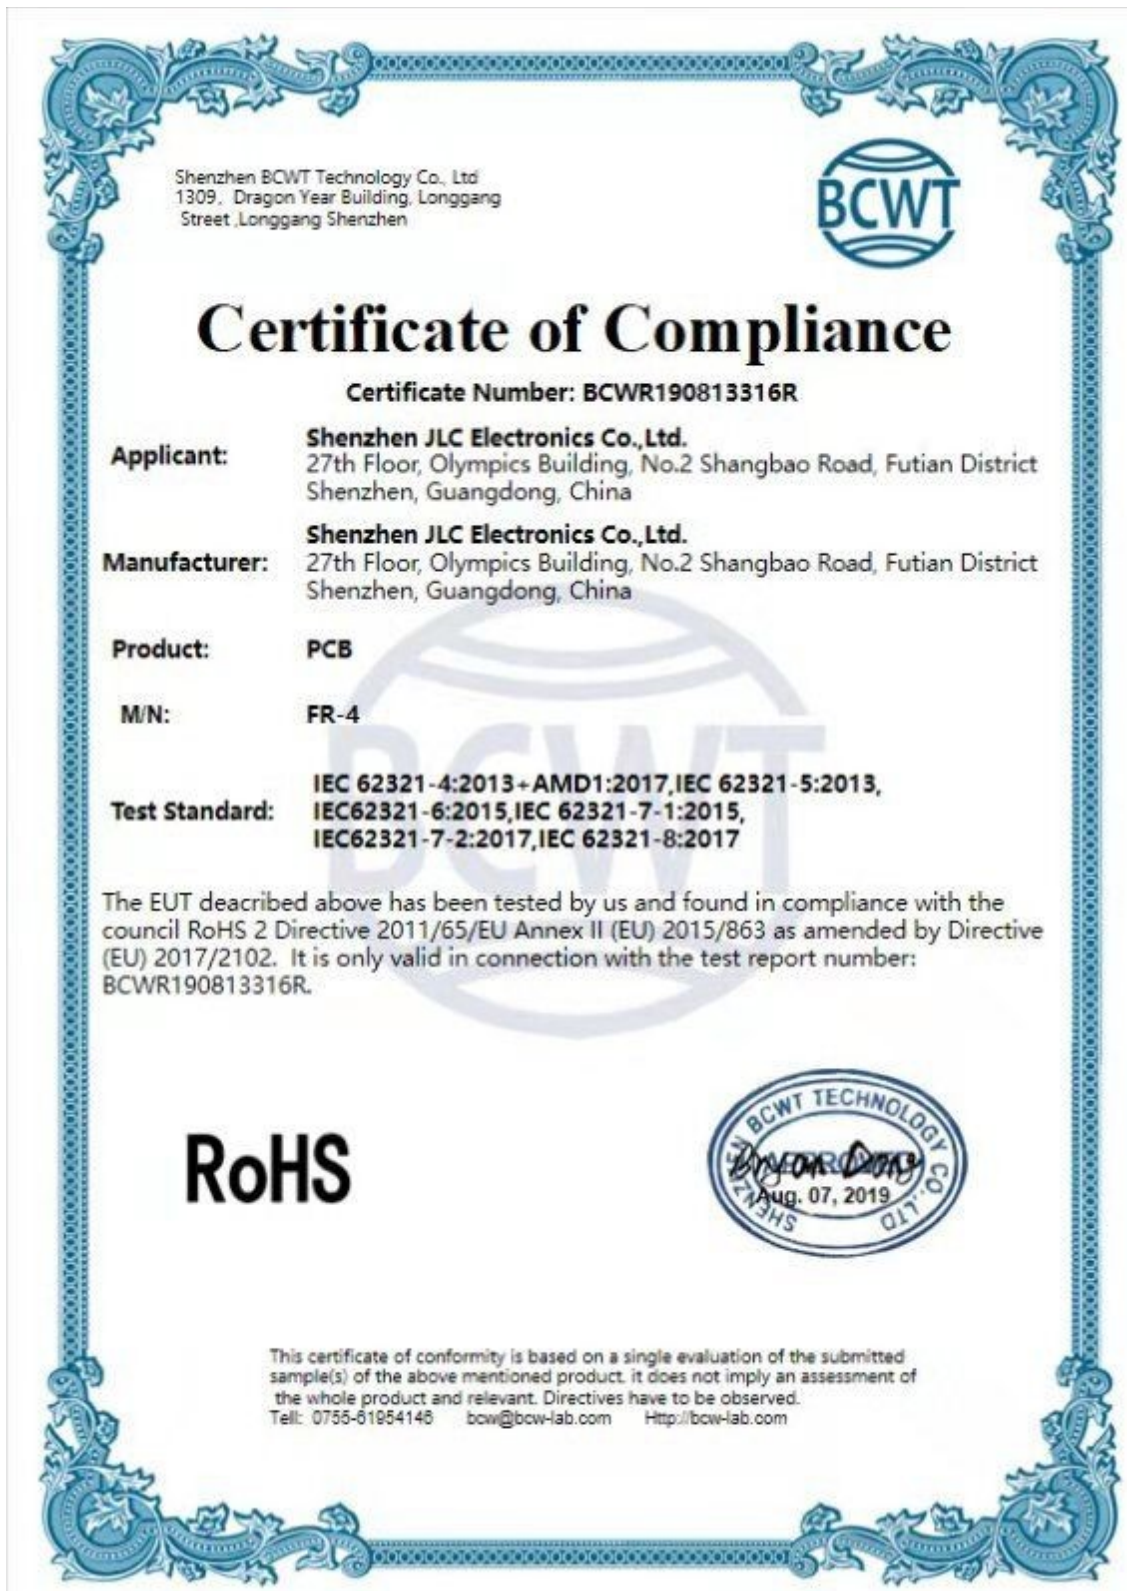 Shenzhen BCWT Technology Co., Ltd
1309, Dragon Year Building, Longgang
Street ,Longgang Shenzhen
BCWT
Certificate of Compliance
Certificate Number: BCWR190813316R
Applicant:
Shenzhen JLC Electronics Co.,Ltd.
27th Floor, Olympics Building, No.2 Shangbao Road, Futian District
Shenzhen, Guangdong, China
Manufacturer:
Shenzhen JLC Electronics Co.,Ltd.
27th Floor, Olympics Building, No.2 Shangbao Road, Futian District
Shenzhen, Guangdong, China
Product: PCB
M/N: FR-4
BCWT
Test Standard:
IEC 62321-4:2013+AMD1:2017,IEC 62321-5:2013,
IEC62321-6:2015,IEC 62321-7-1:2015,
IEC62321-7-2:2017,IEC 62321-8:2017
The EUT deacribed above has been tested by us and found in compliance with the
council RoHS 2 Directive 2011/65/EU Annex II (EU) 2015/863 as amended by Directive
(EU) 2017/2102. It is only valid in connection with the test report number:
BCWR190813316R.
RoHS
SHENZHEN BCWT TECHNOLOGY CO., LTD
APPROVED
Bryan Dong
Aug. 07, 2019
This certificate of conformity is based on a single evaluation of the submitted
sample(s) of the above mentioned product. it does not imply an assessment of
the whole product and relevant. Directives have to be observed.
Tell: 0755-61954146 bcw@bcw-lab.com Http://bcw-lab.com